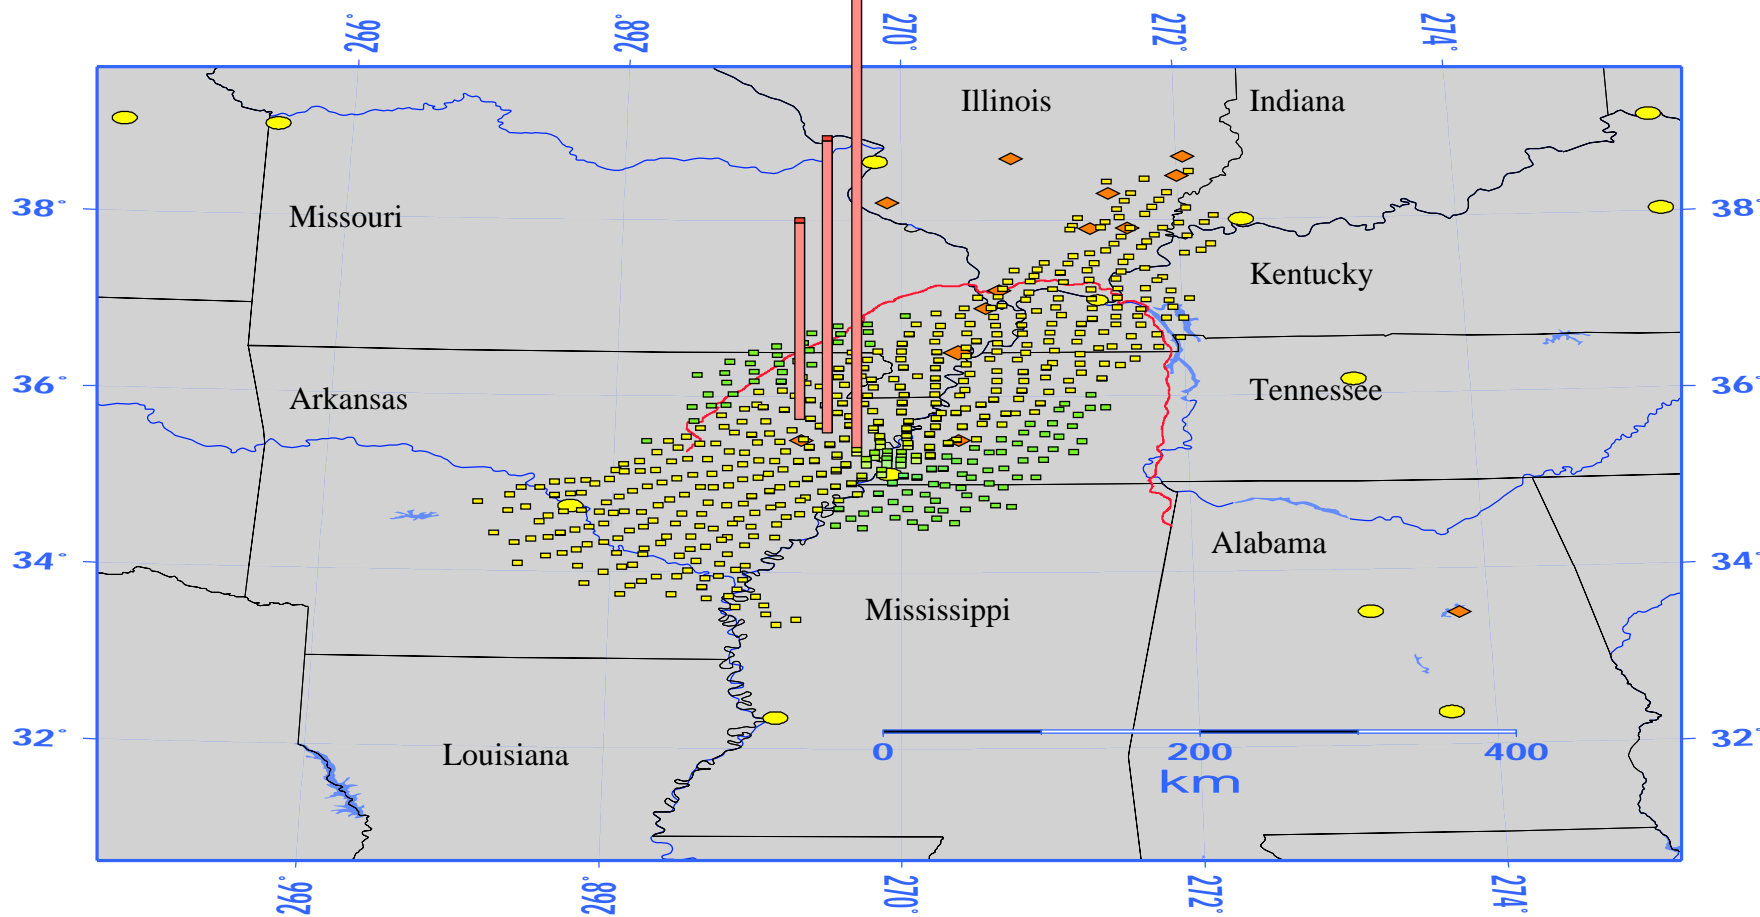 266° 268° 270° 272° 274°
Illinois Indiana
38° Missouri 38°
Kentucky
36° Arkansas Tennessee 36°
34° Alabama 34°
Mississippi
32° Louisiana 0 200 400 32°
km
266° 268° 270° 272° 274°